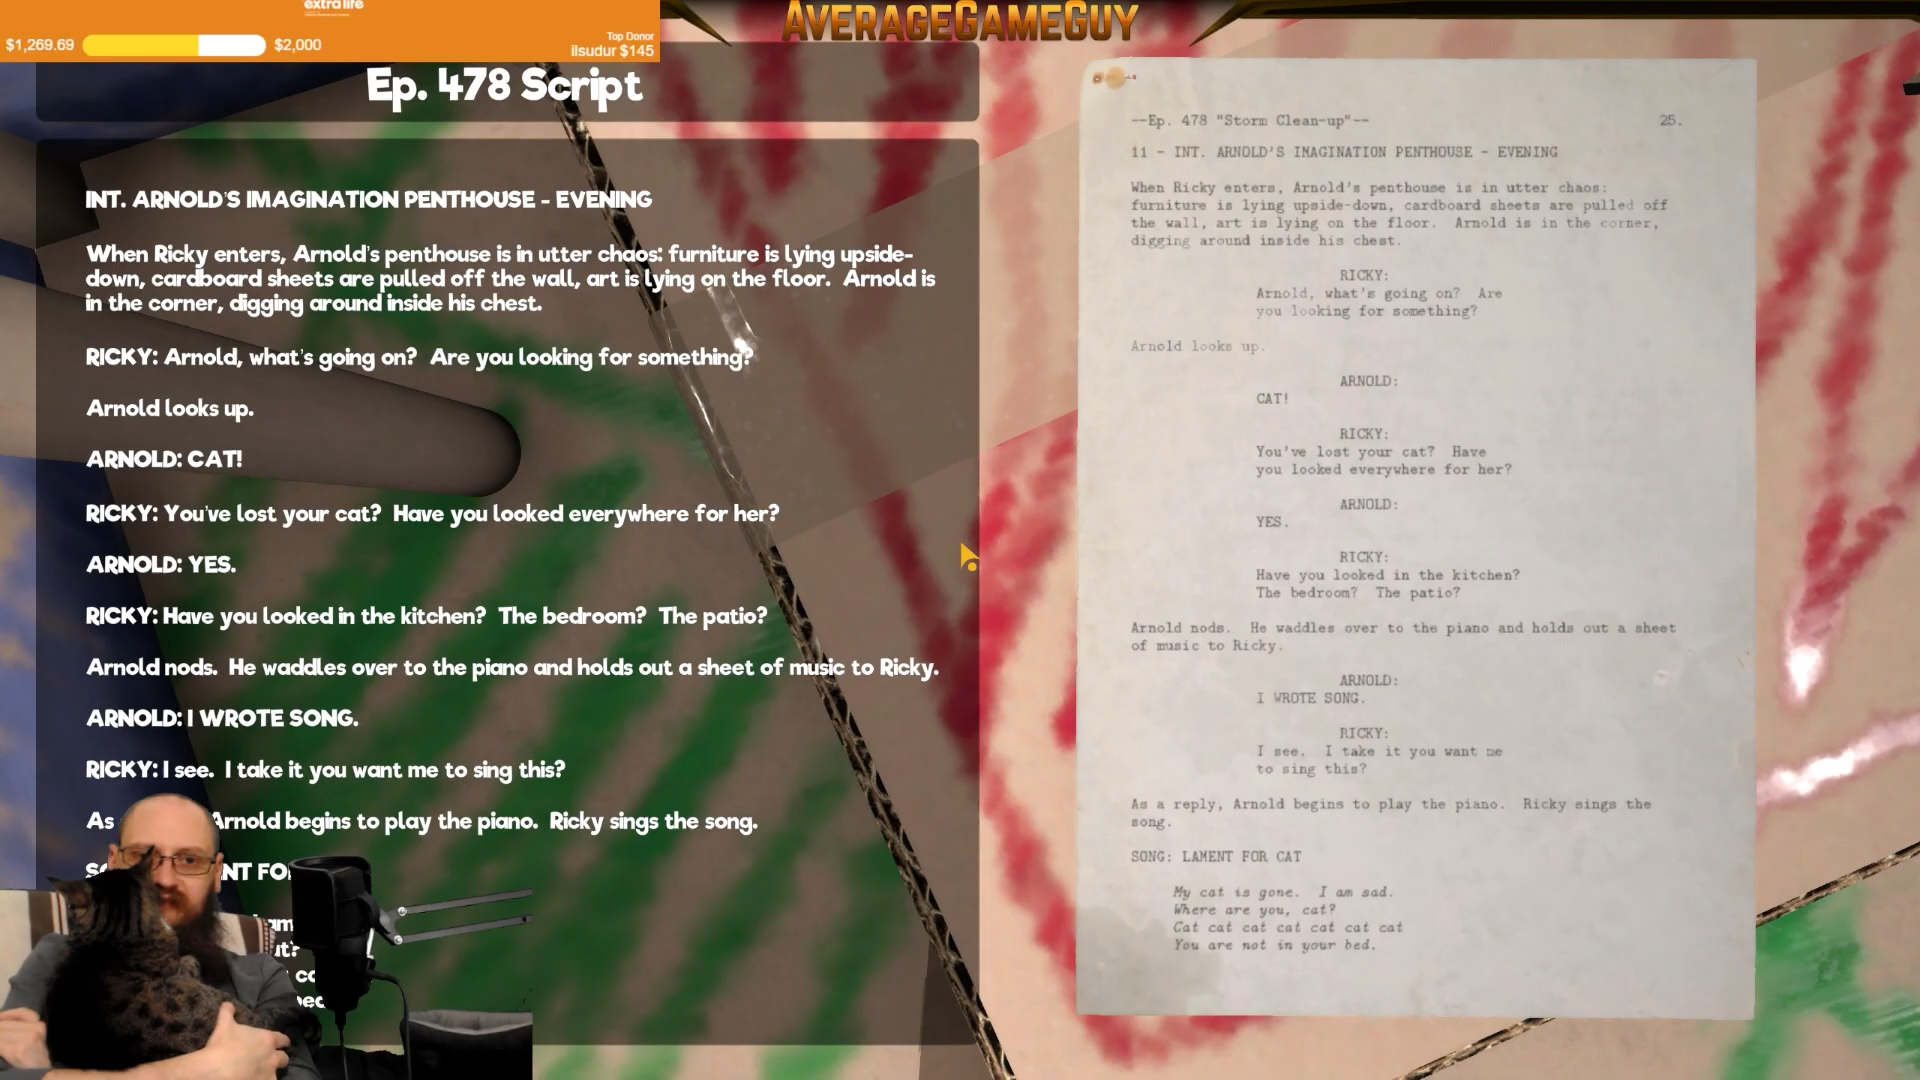 extralife
$1,269.69
$2,000
Top Donor
ilsudur $145
AVERAGEGAMEGUY
Ep. 478 Script
INT. ARNOLD'S IMAGINATION PENTHOUSE - EVENING
When Ricky enters, Arnold's penthouse is in utter chaos: furniture is lying upside-
down, cardboard sheets are pulled off the wall, art is lying on the floor.  Arnold is
in the corner, digging around inside his chest.
RICKY: Arnold, what's going on?  Are you looking for something?
Arnold looks up.
ARNOLD: CAT!
RICKY: You've lost your cat?  Have you looked everywhere for her?
ARNOLD: YES.
RICKY: Have you looked in the kitchen?  The bedroom?  The patio?
Arnold nods.  He waddles over to the piano and holds out a sheet of music to Ricky.
ARNOLD: I WROTE SONG.
RICKY: I see.  I take it you want me to sing this?
As Arnold begins to play the piano.  Ricky sings the song.
--Ep. 478 "Storm Clean-up"-- 25.
11 - INT. ARNOLD'S IMAGINATION PENTHOUSE - EVENING
When Ricky enters, Arnold's penthouse is in utter chaos:
furniture is lying upside-down, cardboard sheets are pulled off
the wall, art is lying on the floor.  Arnold is in the corner,
digging around inside his chest.
RICKY:
Arnold, what's going on?  Are
you looking for something?
Arnold looks up.
ARNOLD:
CAT!
RICKY:
You've lost your cat?  Have
you looked everywhere for her?
ARNOLD:
YES.
RICKY:
Have you looked in the kitchen?
The bedroom?  The patio?
Arnold nods.  He waddles over to the piano and holds out a sheet
of music to Ricky.
ARNOLD:
I WROTE SONG.
RICKY:
I see.  I take it you want me
to sing this?
As a reply, Arnold begins to play the piano.  Ricky sings the
song.
SONG: LAMENT FOR CAT
My cat is gone.  I am sad.
Where are you, cat?
Cat cat cat cat cat cat cat
You are not in your bed.